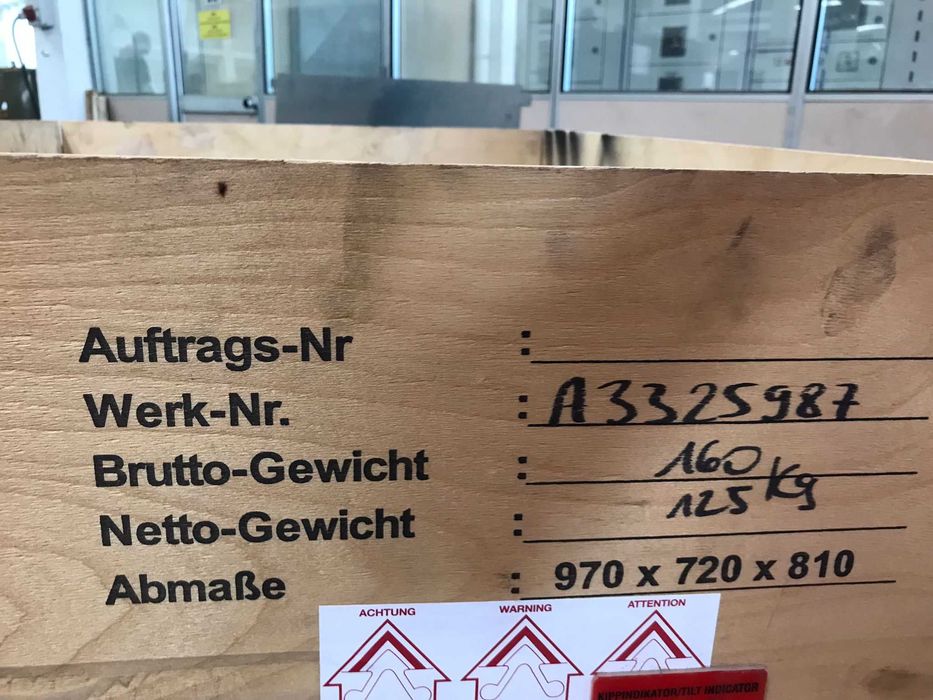 Auftrags-Nr :
Werk-Nr. : A3325987
Brutto-Gewicht : 160 Kg
Netto-Gewicht : 125
Abmaße : 970 x 720 x 810
ACHTUNG WARNING ATTENTION
KIPPINDIKATOR/TILT INDICATOR